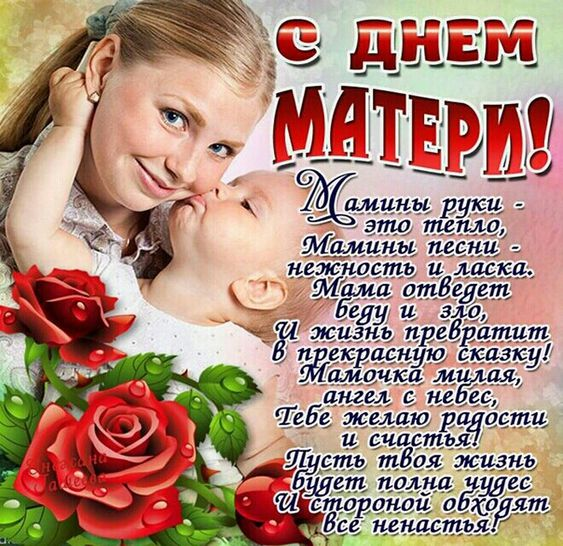 С ДНЕМ
МАТЕРИ!
Мамины руки -
это тепло,
Мамины песни -
нежность и ласка.
Мама отведет
беду и зло,
И жизнь превратит
в прекрасную сказку!
Мамочка милая,
ангел с небес,
Тебе желаю радости
и счастья!
Пусть твоя жизнь
будет полна чудес
И стороной обходят
все ненастья!